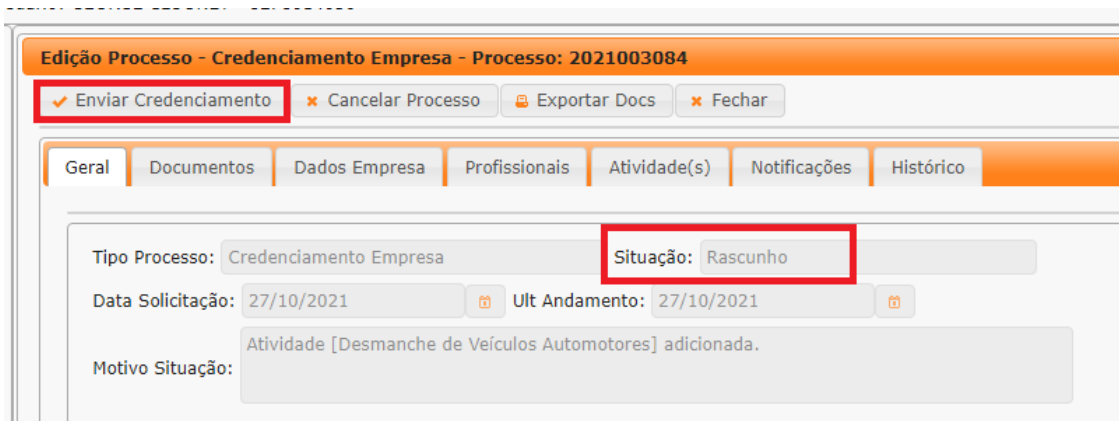 Edição Processo - Credenciamento Empresa - Processo: 2021003084
Enviar Credenciamento Cancelar Processo Exportar Docs Fechar
Geral Documentos Dados Empresa Profissionais Atividade(s) Notificações Histórico
Tipo Processo: Credenciamento Empresa Situação: Rascunho
Data Solicitação: 27/10/2021 Ult Andamento: 27/10/2021
Atividade [Desmanche de Veículos Automotores] adicionada.
Motivo Situação: